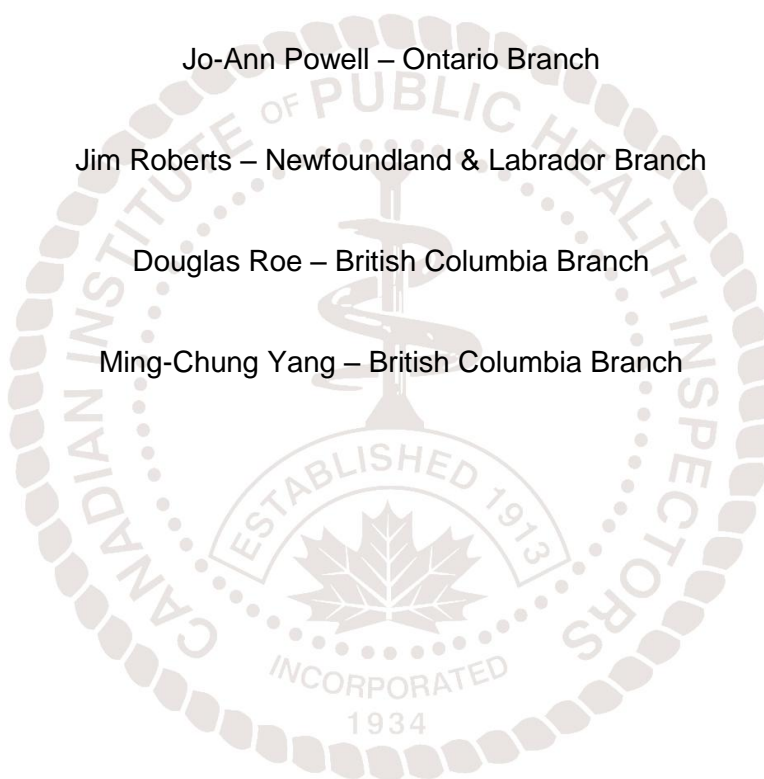 Jo-Ann Powell – Ontario Branch
Jim Roberts – Newfoundland & Labrador Branch
Douglas Roe – British Columbia Branch
Ming-Chung Yang – British Columbia Branch
CANADIAN INSTITUTE OF PUBLIC HEALTH INSPECTORS
ESTABLISHED 1913
INCORPORATED
1934